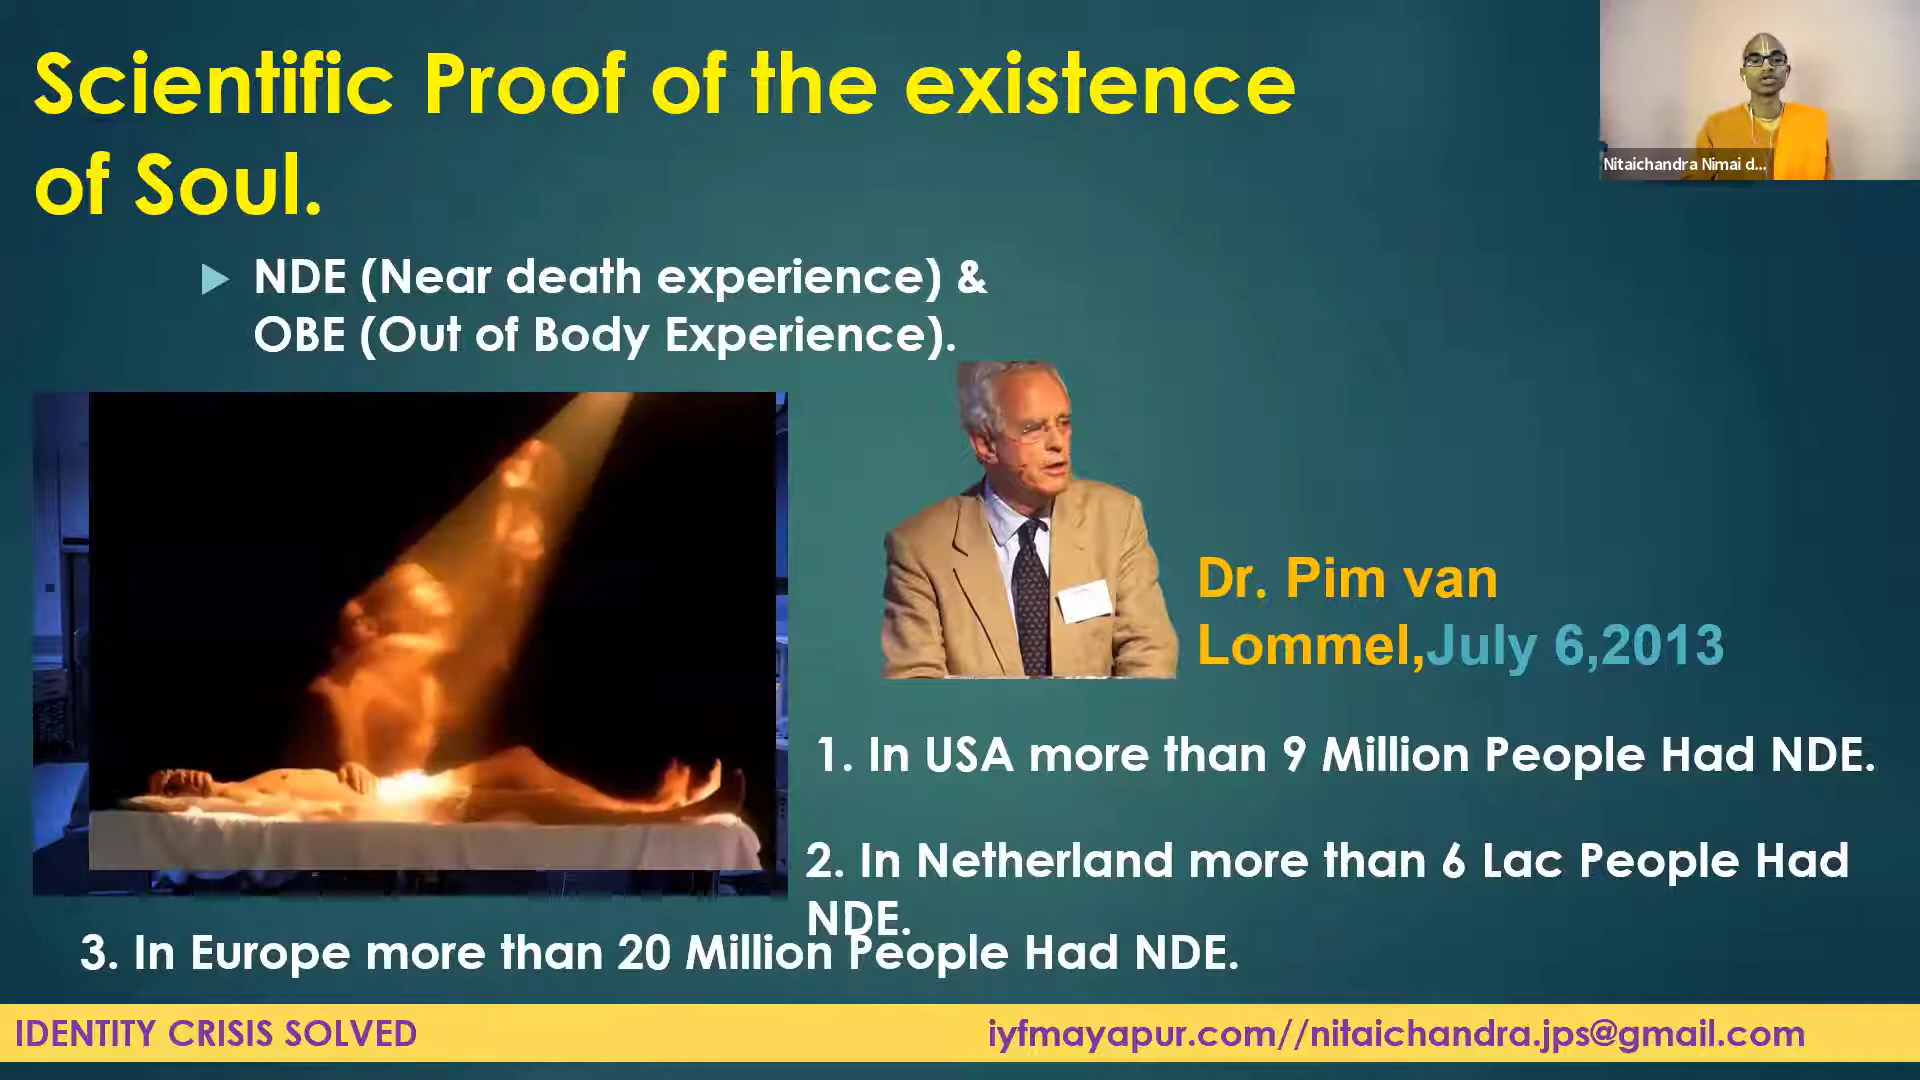 Scientific Proof of the existence
of Soul.
Nitaichandra Nimai d...
NDE (Near death experience) &
OBE (Out of Body Experience).
Dr. Pim van
Lommel,July 6,2013
1. In USA more than 9 Million People Had NDE.
2. In Netherland more than 6 Lac People Had
NDE.
3. In Europe more than 20 Million People Had NDE.
IDENTITY CRISIS SOLVED
iyfmayapur.com//nitaichandra.jps@gmail.com